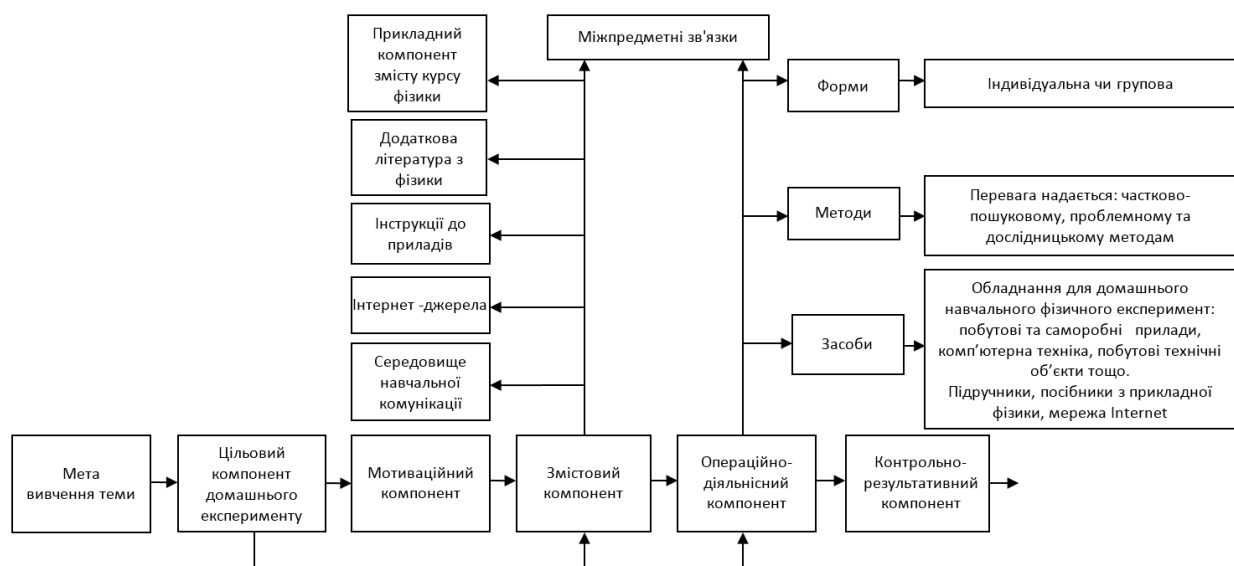 Прикладний
компонент
змісту курсу
фізики
Міжпредметні зв'язки
Форми
Індивідуальна чи групова
Додаткова
література з
фізики
Інструкції до
приладів
Методи
Перевага надається: частково-
пошуковому, проблемному та
дослідницькому методам
Інтернет -джерела
Середовище
навчальної
комунікації
Засоби
Обладнання для домашнього
навчального фізичного експеримент:
побутові та саморобні прилади,
комп’ютерна техніка, побутові технічні
об’єкти тощо.
Підручники, посібники з прикладної
фізики, мережа Internet
Мета
вивчення теми
Цільовий
компонент
домашнього
експерименту
Мотиваційний
компонент
Змістовий
компонент
Операційно-
діяльнісний
компонент
Контрольно-
результативний
компонент